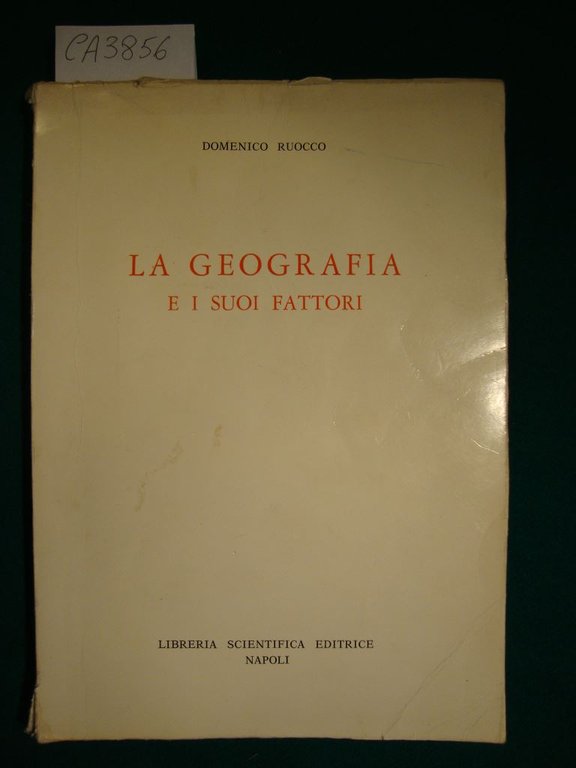 CA3856
DOMENICO RUOCCO
LA GEOGRAFIA
E I SUOI FATTORI
LIBRERIA SCIENTIFICA EDITRICE
NAPOLI